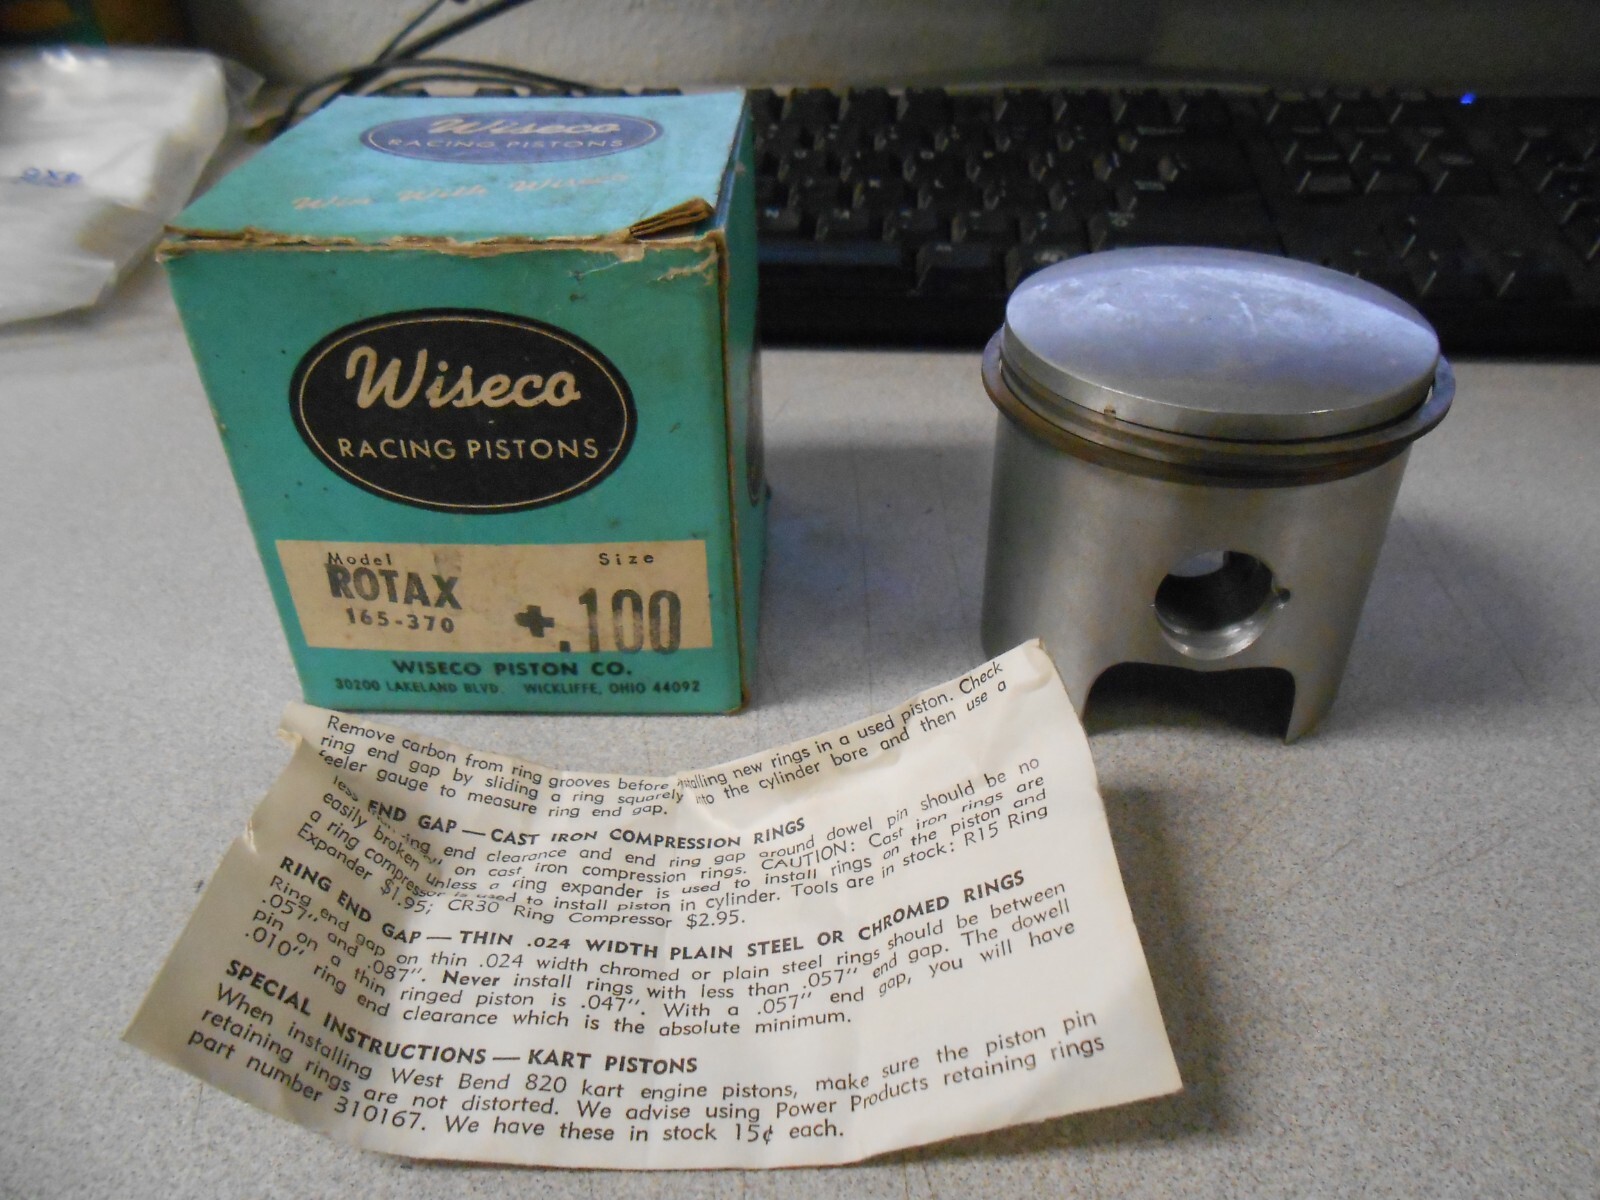 Wiseco
RACING PISTONS
Win With Wiseco
Wiseco
RACING PISTONS
Model Size
ROTAX
165-370 +.100
WISECO PISTON CO.
30200 LAKELAND BLVD. WICKLIFFE, OHIO 44092
Remove carbon from ring grooves before installing new rings in a used piston. Check
ring end gap by sliding a ring squarely into the cylinder bore and then use a
feeler gauge to measure ring end gap.
END GAP — CAST IRON COMPRESSION RINGS
ring end clearance and end ring gap around dowel pin should be no
less on cast iron compression rings. CAUTION: Cast iron rings are
easily broken unless a ring expander is used to install rings on the piston and
a ring compressor is used to install piston in cylinder. Tools are in stock: R15 Ring
Expander $1.95; CR30 Ring Compressor $2.95.
RING END GAP — THIN .024 WIDTH PLAIN STEEL OR CHROMED RINGS
Ring end gap on thin .024 width chromed or plain steel rings should be between
.057" and .087". Never install rings with less than .057" end gap. The dowell
pin on a thin ringed piston is .047". With a .057" end gap, you will have
.010" ring end clearance which is the absolute minimum.
SPECIAL INSTRUCTIONS — KART PISTONS
When installing West Bend 820 kart engine pistons, make sure the piston pin
retaining rings are not distorted. We advise using Power Products retaining rings
part number 310167. We have these in stock 15¢ each.